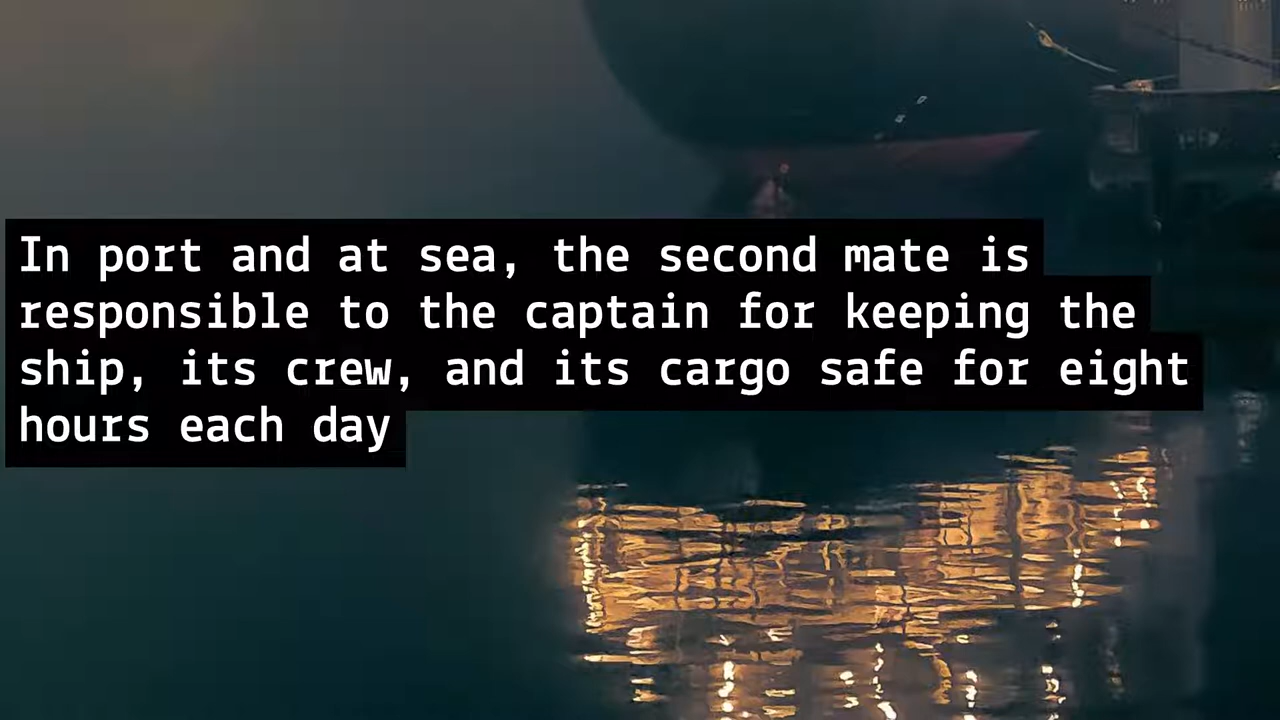 In port and at sea, the second mate is
responsible to the captain for keeping the
ship, its crew, and its cargo safe for eight
hours each day